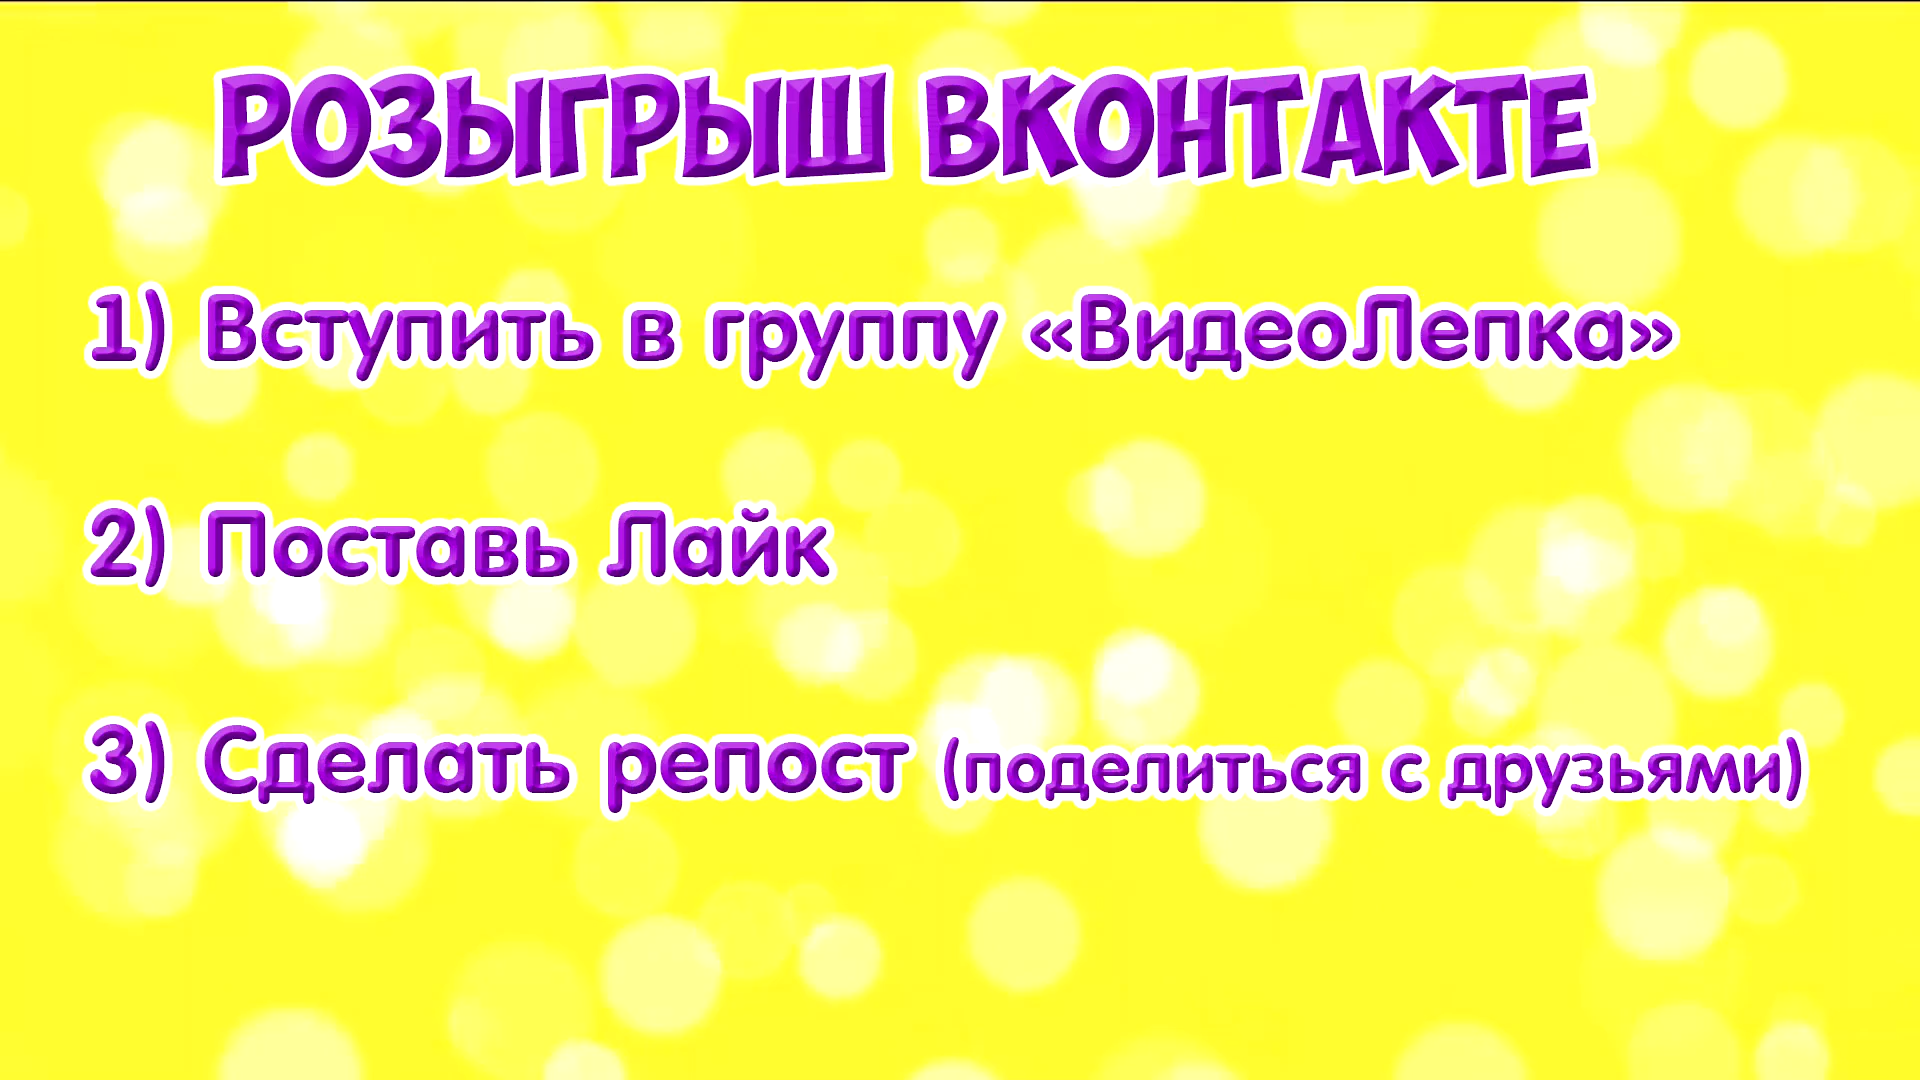 РОЗЫГРЫШ ВКОНТАКТЕ
1) Вступить в группу «ВидеоЛепка»
2) Поставь Лайк
3) Сделать репост (поделиться с друзьями)